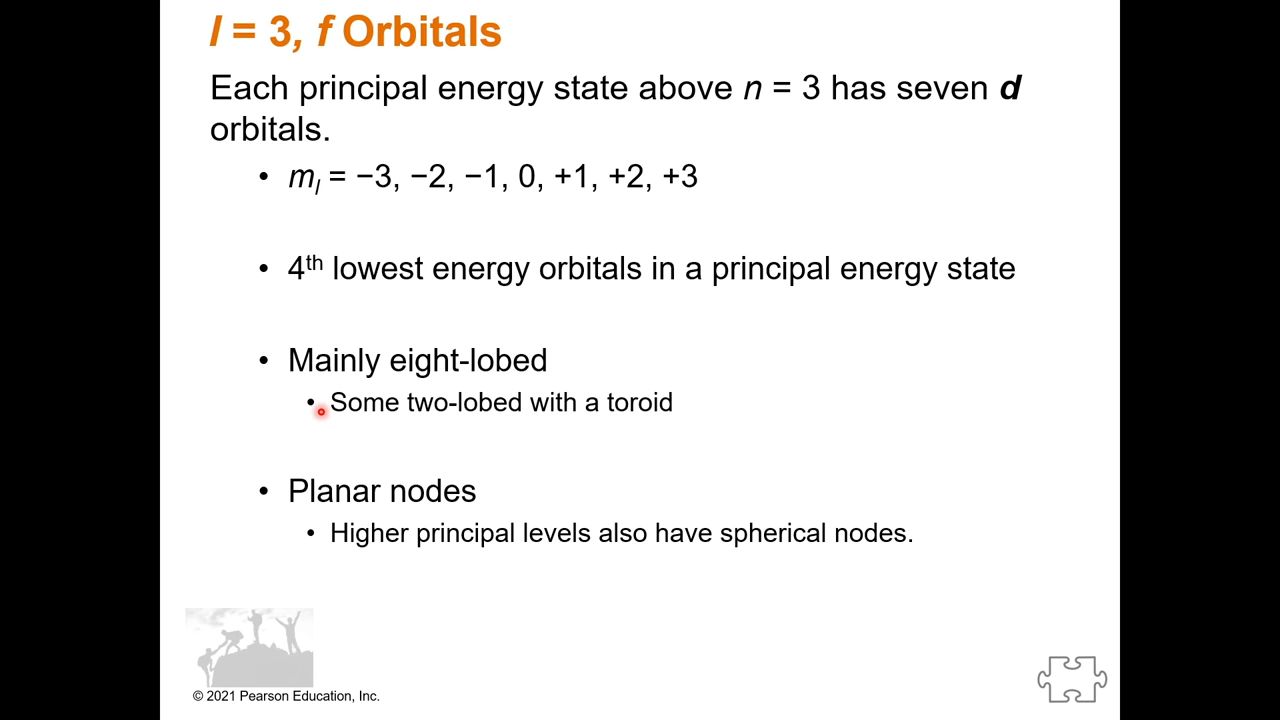 l = 3, f Orbitals
Each principal energy state above n = 3 has seven d
orbitals.
• mₗ = −3, −2, −1, 0, +1, +2, +3
• 4ᵗʰ lowest energy orbitals in a principal energy state
• Mainly eight-lobed
• Some two-lobed with a toroid
• Planar nodes
• Higher principal levels also have spherical nodes.
© 2021 Pearson Education, Inc.